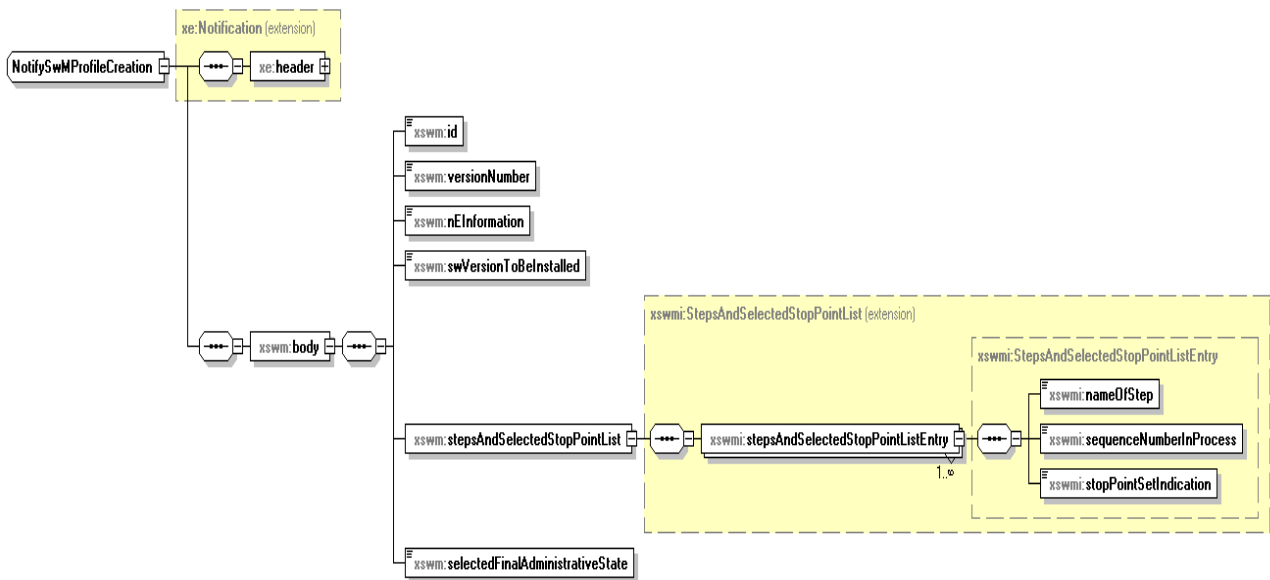 xe:Notification (extension)
NotifySwMProfileCreation
xe:header
xswm:id
xswm:versionNumber
xswm:nEInformation
xswm:swVersionToBeInstalled
xswmi:StepsAndSelectedStopPointList (extension)
xswm:body
xswmi:StepsAndSelectedStopPointListEntry
xswmi:nameOfStep
xswm:stepsAndSelectedStopPointList
xswmi:stepsAndSelectedStopPointListEntry
xswmi:sequenceNumberInProcess
1..∞
xswmi:stopPointSetIndication
xswm:selectedFinalAdministrativeState